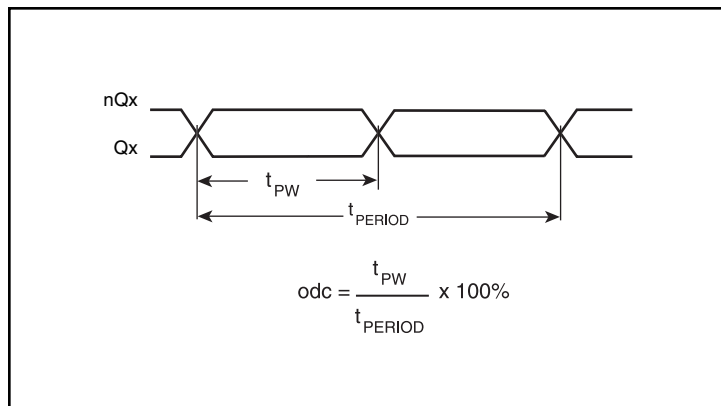 nQx
Qx
tPW
tPERIOD
odc = tPW / tPERIOD x 100%